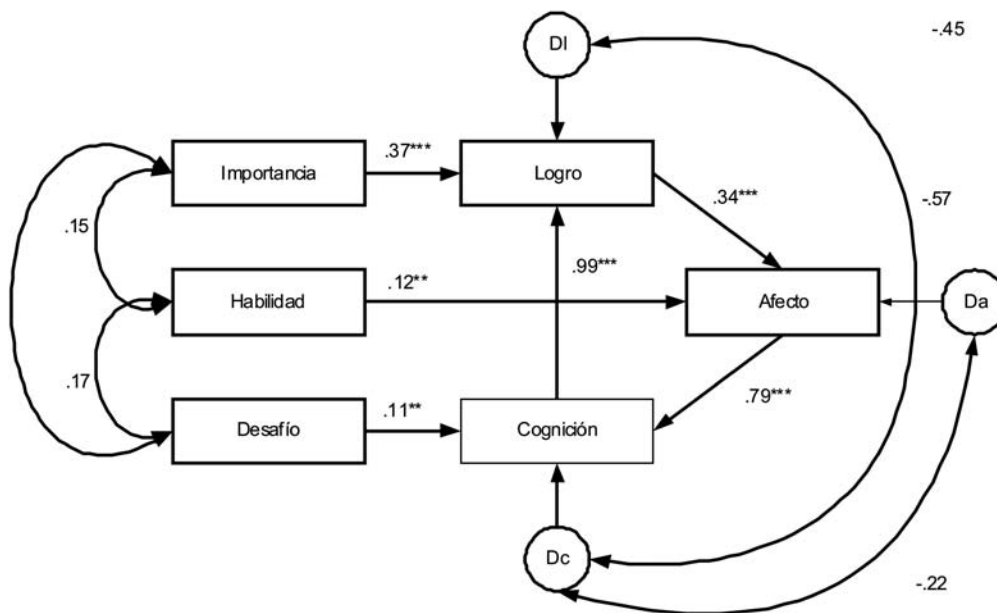 Dl
-.45
Importancia
.37***
Logro
.34***
-.57
.15
Habilidad
.12**
.99***
Afecto
Da
.17
.79***
Desafío
.11**
Cognición
Dc
-.22